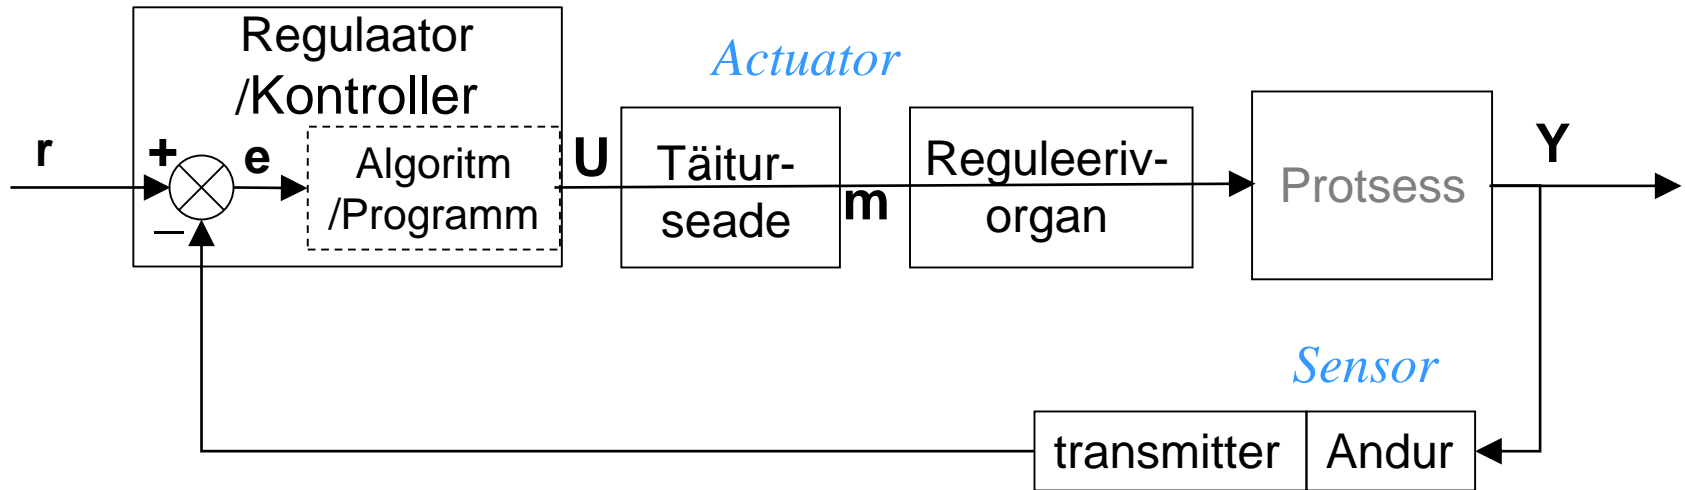 Regulaator
/Kontroller
Actuator
r
+
e
Algoritm
/Programm
U
Täitur-
seade
m
Reguleeriv-
organ
Protsess
Y
–
Sensor
transmitter
Andur